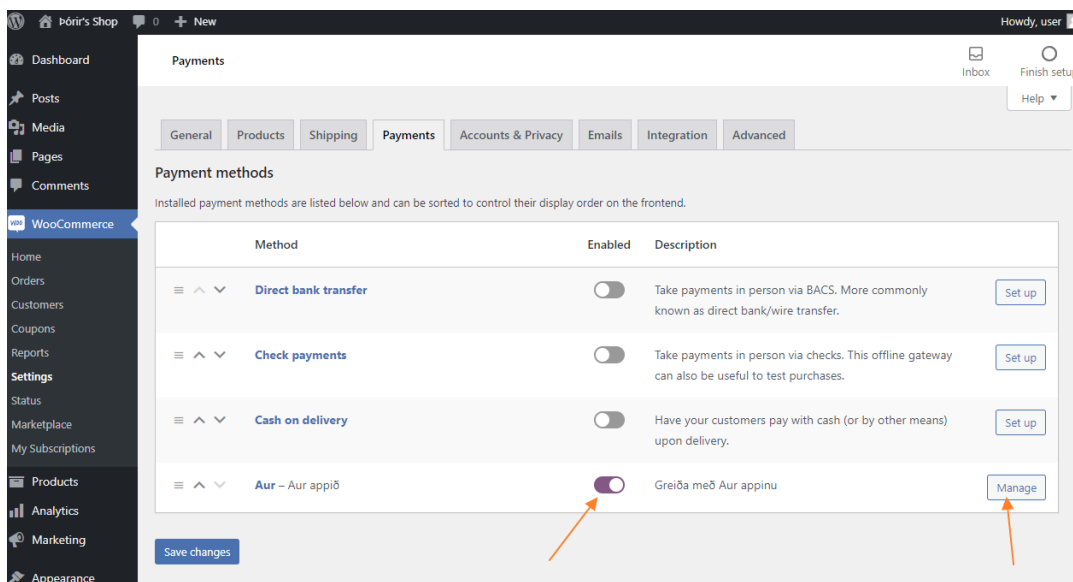 Þórir's Shop 0 New Howdy, user
Dashboard
Posts
Media
Pages
Comments
WooCommerce
Home
Orders
Customers
Coupons
Reports
Settings
Status
Marketplace
My Subscriptions
Products
Analytics
Marketing
Appearance
Payments
Inbox
Finish setu
Help
General Products Shipping Payments Accounts & Privacy Emails Integration Advanced
Payment methods
Installed payment methods are listed below and can be sorted to control their display order on the frontend.
Method Enabled Description
Direct bank transfer
Take payments in person via BACS. More commonly
known as direct bank/wire transfer.
Set up
Check payments
Take payments in person via checks. This offline gateway
can also be useful to test purchases.
Set up
Cash on delivery
Have your customers pay with cash (or by other means)
upon delivery.
Set up
Aur – Aur appið
Greiða með Aur appinu
Manage
Save changes